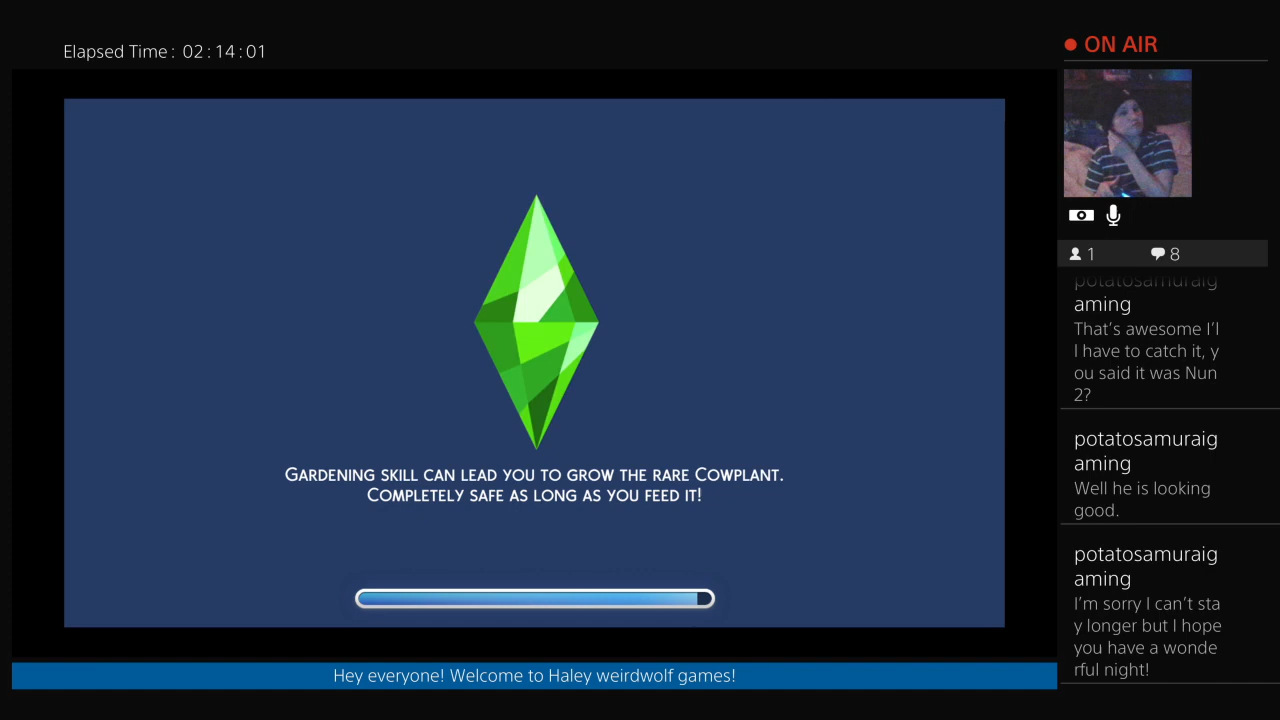 Elapsed Time : 02 : 14 : 01
ON AIR
1
8
potatosamuraig
aming
That's awesome I'l
l have to catch it, y
ou said it was Nun
2?
potatosamuraig
aming
Well he is looking
good.
potatosamuraig
aming
I'm sorry I can't sta
y longer but I hope
you have a wonde
rful night!
Gardening skill can lead you to grow the rare Cowplant.
Completely safe as long as you feed it!
Hey everyone! Welcome to Haley weirdwolf games!